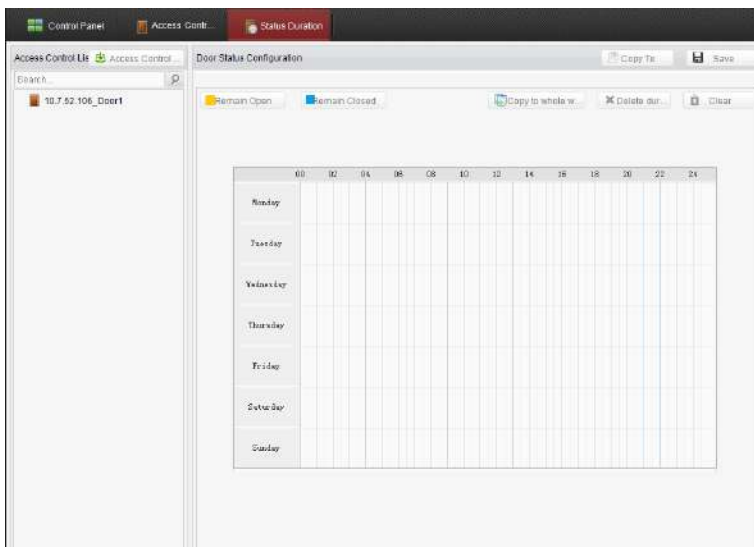 Control Panel
Access Contr...
Status Duration
Access Control Lis
Access Control ...
Door Status Configuration
Copy To
Save
Search...
10.7.52.106_Door1
Remain Open
Remain Closed
Copy to whole w...
Delete dur...
Clear
00 02 04 06 08 10 12 14 16 18 20 22 24
Monday
Tuesday
Wednesday
Thursday
Friday
Saturday
Sunday